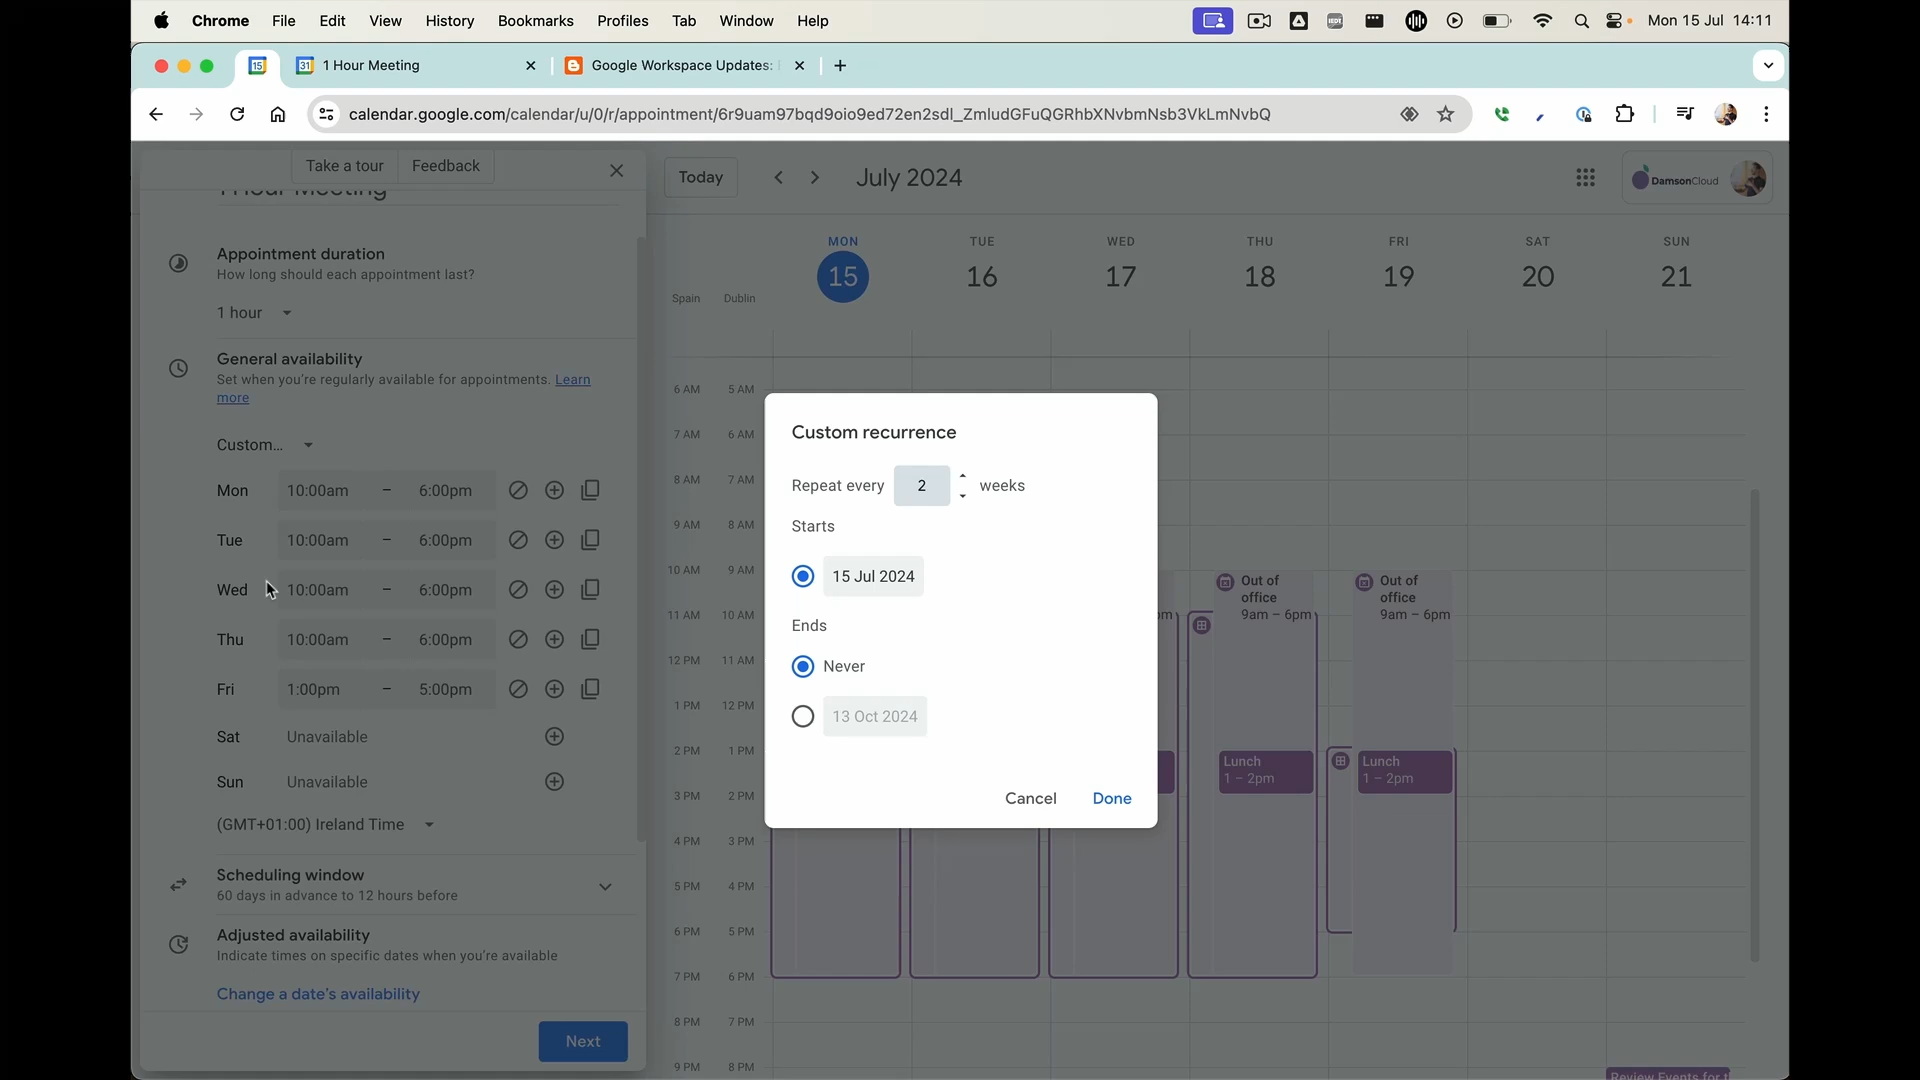 Chrome File Edit View History Bookmarks Profiles Tab Window Help Mon 15 Jul 14:11
15 31 1 Hour Meeting Google Workspace Updates:
calendar.google.com/calendar/u/0/r/appointment/6r9uam97bqd9oio9ed72en2sdl_ZmludGFuQGRhbXNvbmNsb3VkLmNvbQ
Take a tour Feedback
1 Hour Meeting
Appointment duration
How long should each appointment last?
1 hour
General availability
Set when you're regularly available for appointments. Learn
more
Custom...
Mon 10:00am – 6:00pm
Tue 10:00am – 6:00pm
Wed 10:00am – 6:00pm
Thu 10:00am – 6:00pm
Fri 1:00pm – 5:00pm
Sat Unavailable
Sun Unavailable
(GMT+01:00) Ireland Time
Scheduling window
60 days in advance to 12 hours before
Adjusted availability
Indicate times on specific dates when you're available
Change a date's availability
Next
Today July 2024 DamsonCloud
MON TUE WED THU FRI SAT SUN
15 16 17 18 19 20 21
Spain Dublin
6 AM 5 AM
7 AM 6 AM
8 AM 7 AM
9 AM 8 AM
10 AM 9 AM
11 AM 10 AM
12 PM 11 AM
1 PM 12 PM
2 PM 1 PM
3 PM 2 PM
4 PM 3 PM
5 PM 4 PM
6 PM 5 PM
7 PM 6 PM
8 PM 7 PM
9 PM 8 PM
Custom recurrence
Repeat every 2 weeks
Starts
15 Jul 2024
Ends
Never
13 Oct 2024
Cancel Done
pm
Out of
office
9am – 6pm
Lunch
1 – 2pm
Out of
office
9am – 6pm
Lunch
1 – 2pm
Review Events for t